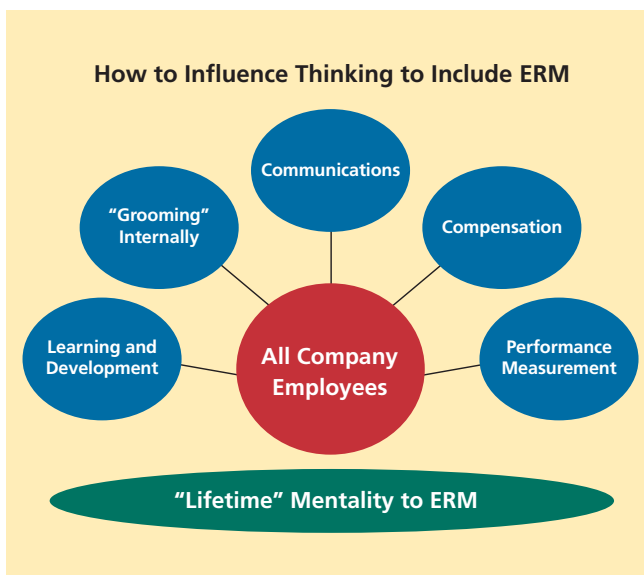 How to Influence Thinking to Include ERM
Communications
“Grooming”
Internally
Compensation
Learning and
Development
All Company
Employees
Performance
Measurement
“Lifetime” Mentality to ERM